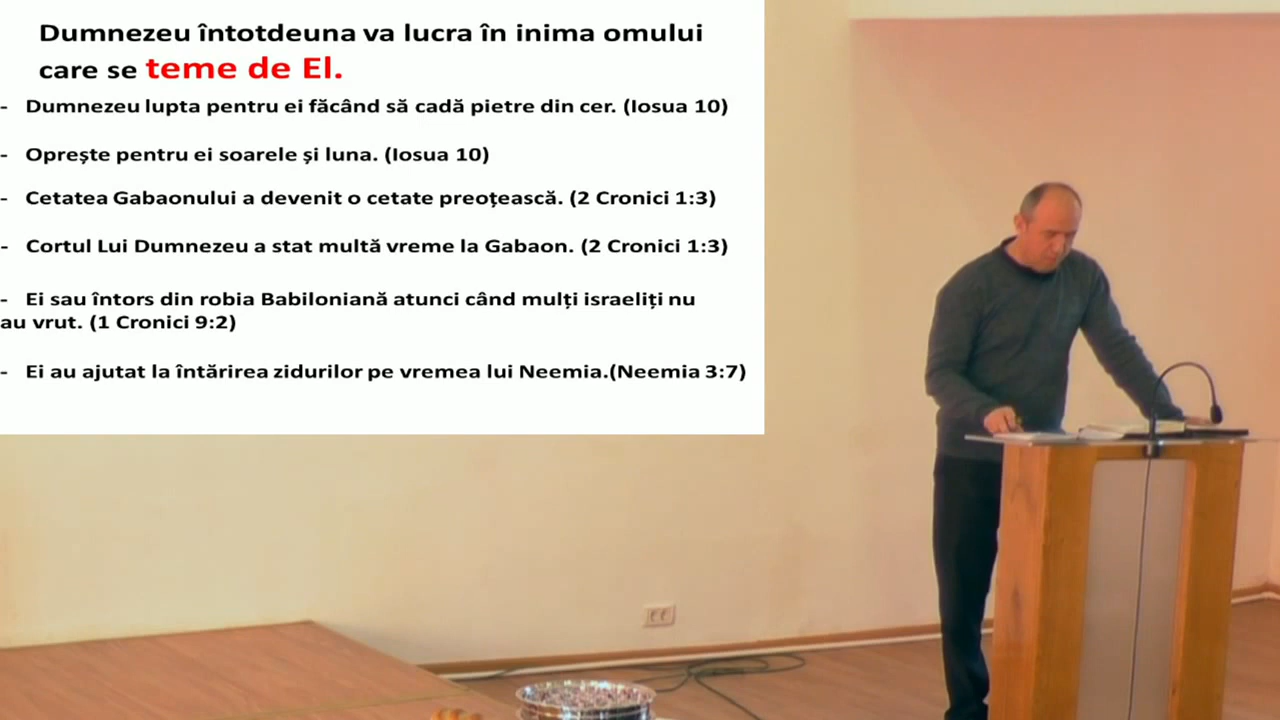 Dumnezeu întotdeuna va lucra în inima omului
care se teme de El.
- Dumnezeu lupta pentru ei făcând să cadă pietre din cer. (Iosua 10)
- Oprește pentru ei soarele și luna. (Iosua 10)
- Cetatea Gabaonului a devenit o cetate preoțească. (2 Cronici 1:3)
- Cortul Lui Dumnezeu a stat multă vreme la Gabaon. (2 Cronici 1:3)
- Ei sau întors din robia Babiloniană atunci când mulți israeliți nu
au vrut. (1 Cronici 9:2)
- Ei au ajutat la întărirea zidurilor pe vremea lui Neemia.(Neemia 3:7)